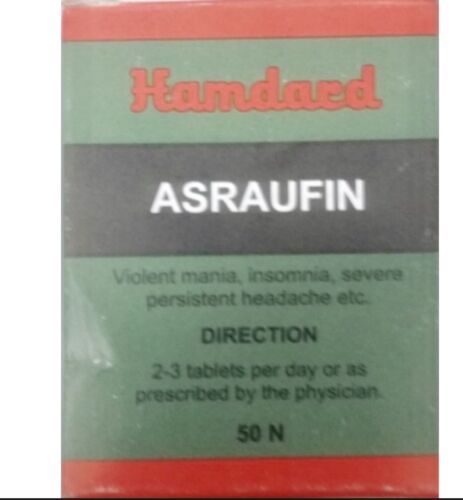 Hamdard
ASRAUFIN
Violent mania, insomnia, severe
persistent headache etc.
DIRECTION
2-3 tablets per day or as
prescribed by the physician.
50 N